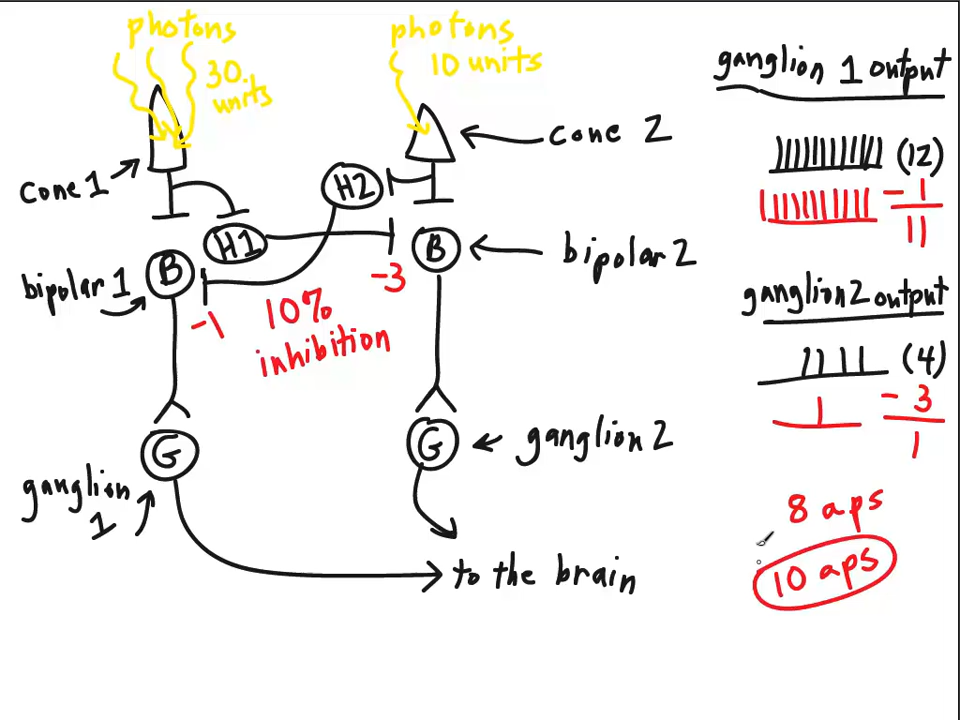 photons
30
units
photons
10 units
cone 1
cone 2
H1
H2
B
bipolar 1
B
bipolar 2
-1
10%
inhibition
-3
G
ganglion
1
G
ganglion 2
to the brain
ganglion 1 output
(12)
- 1
11
ganglion 2 output
(4)
- 3
1
8 aps
10 aps